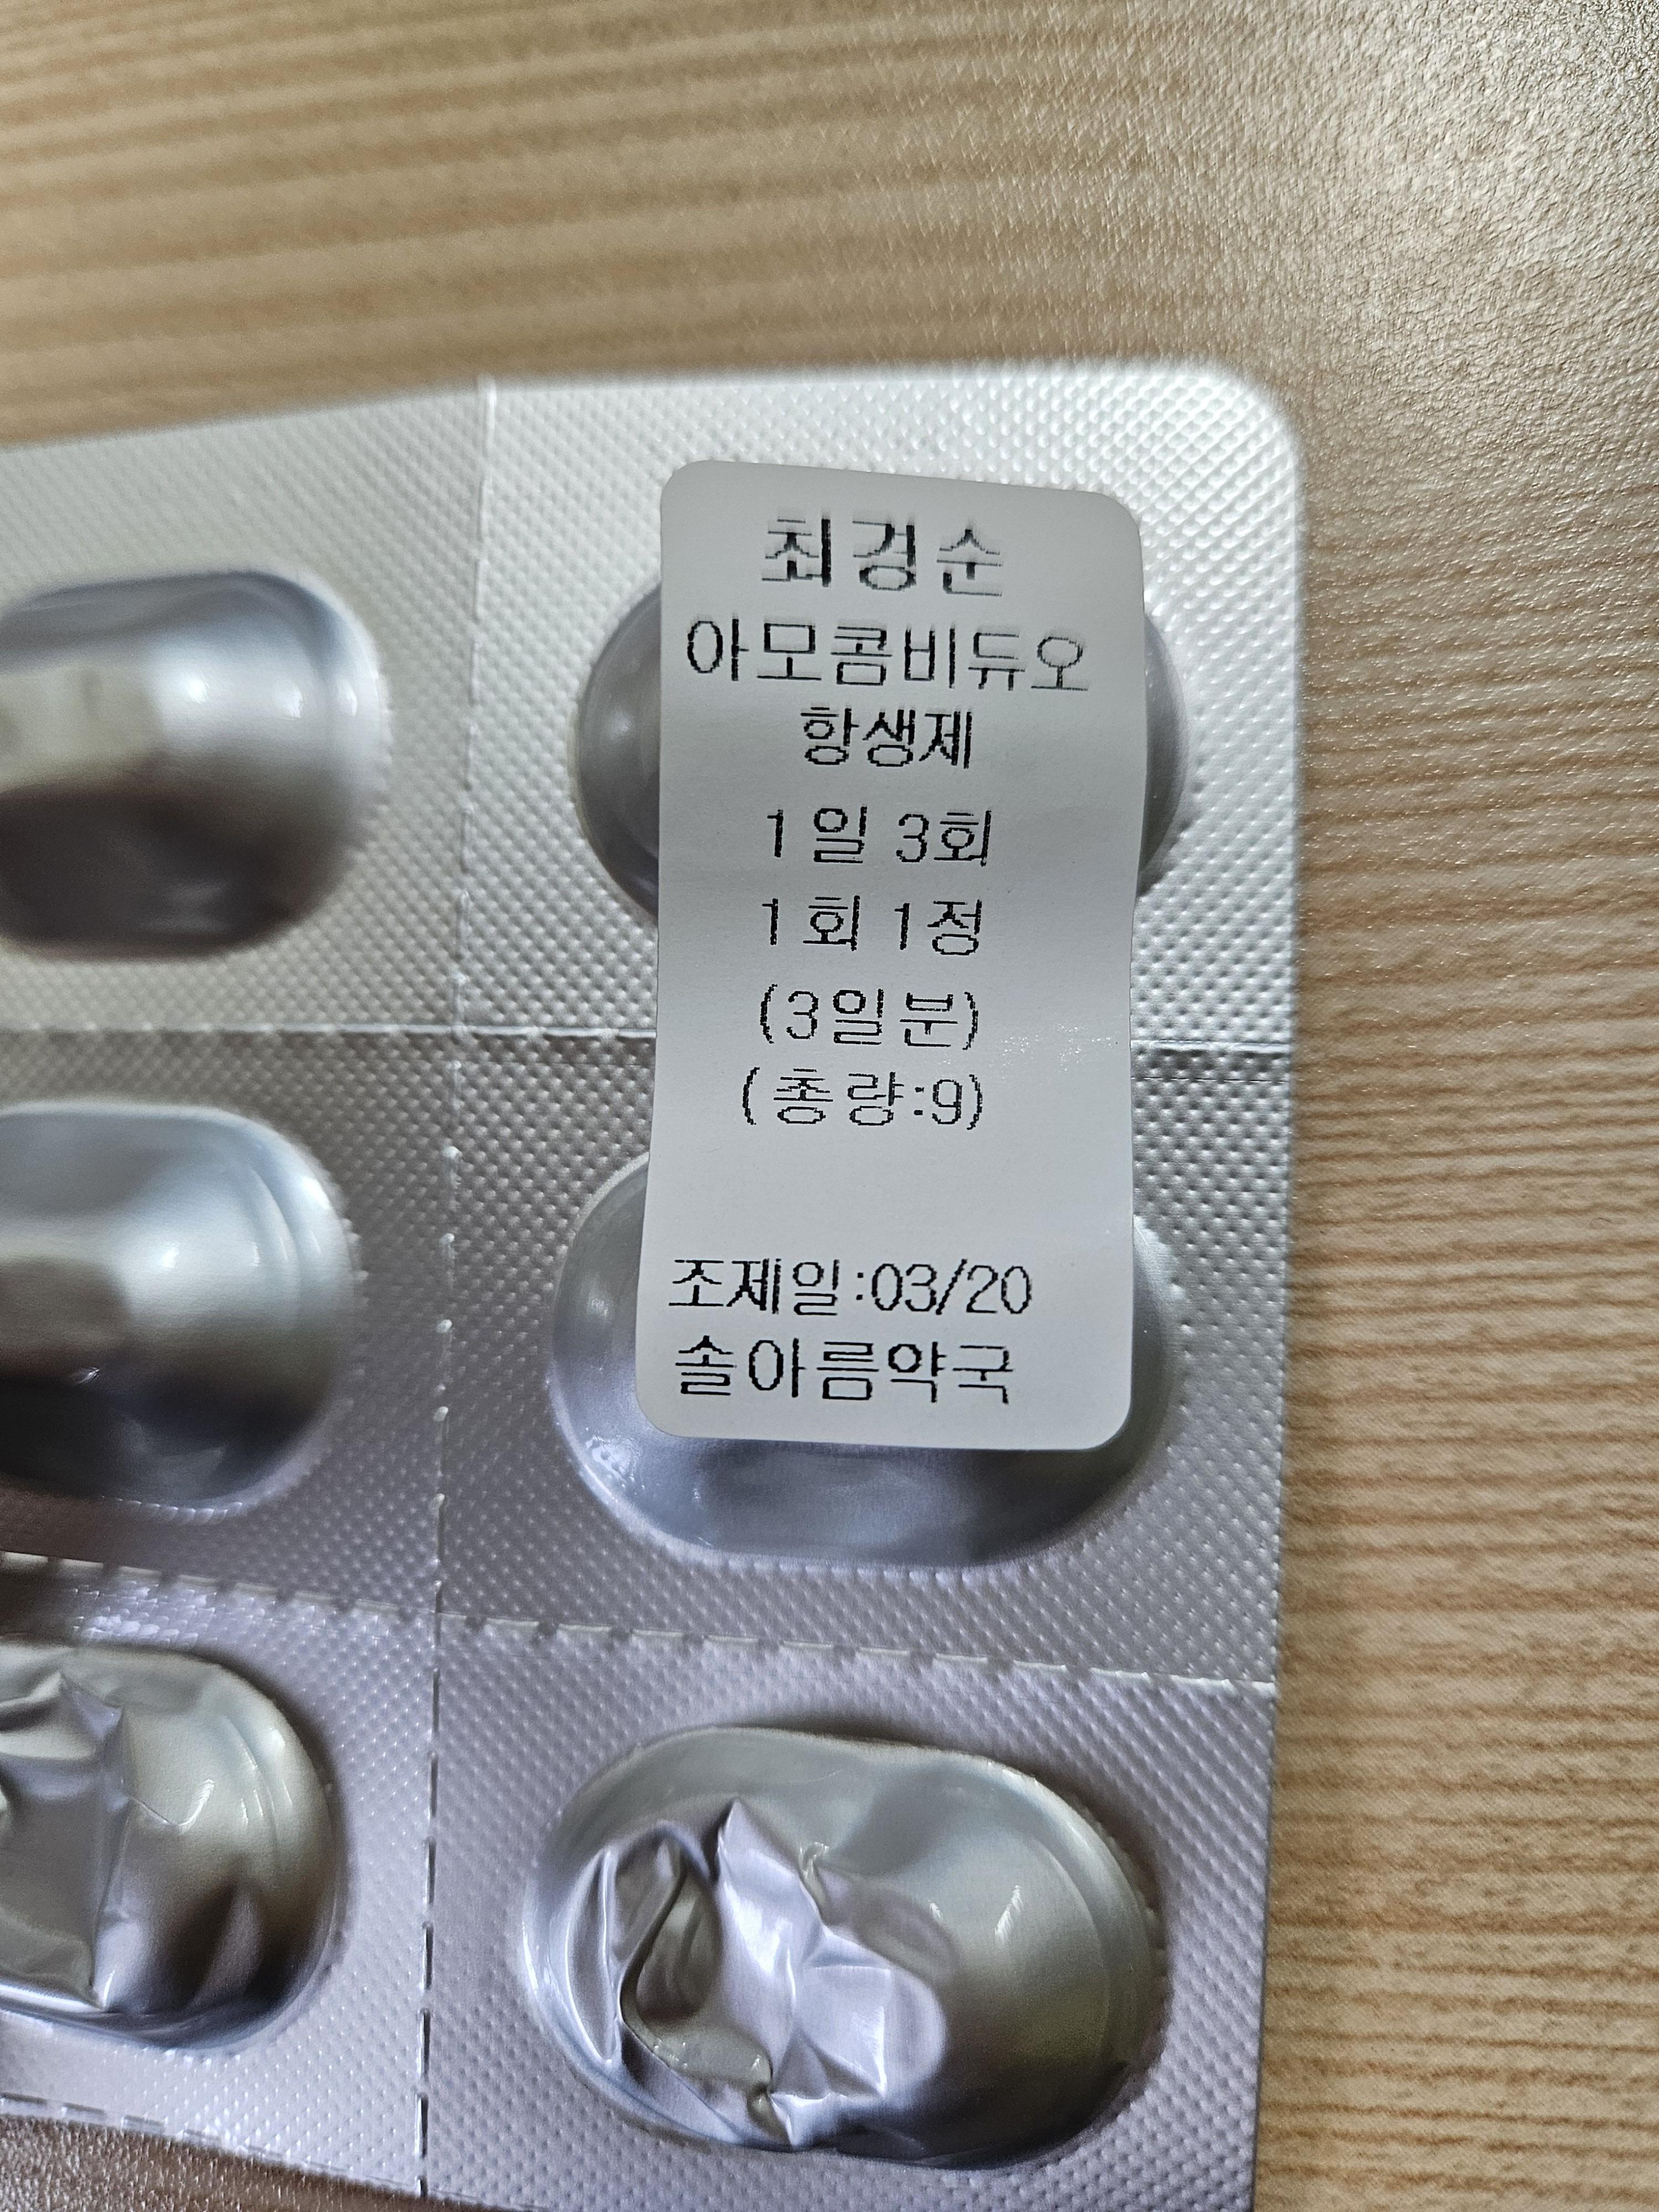 최경순
아모콤비듀오
항생제
1일 3회
1회 1정
(3일분)
(총량:9)
조제일:03/20
솔아름약국